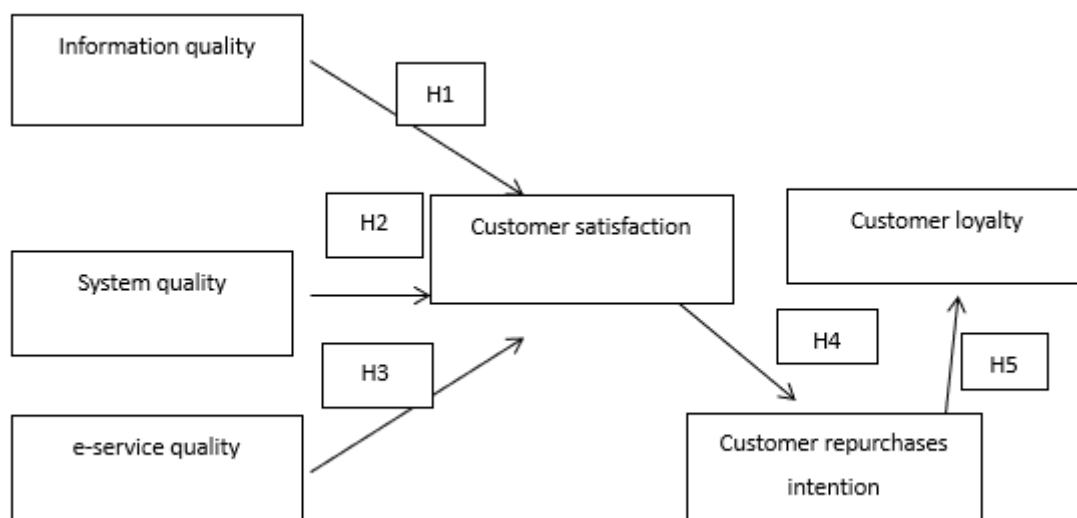 Information quality
H1
H2
Customer satisfaction
Customer loyalty
System quality
H3
H4
H5
e-service quality
Customer repurchases
intention